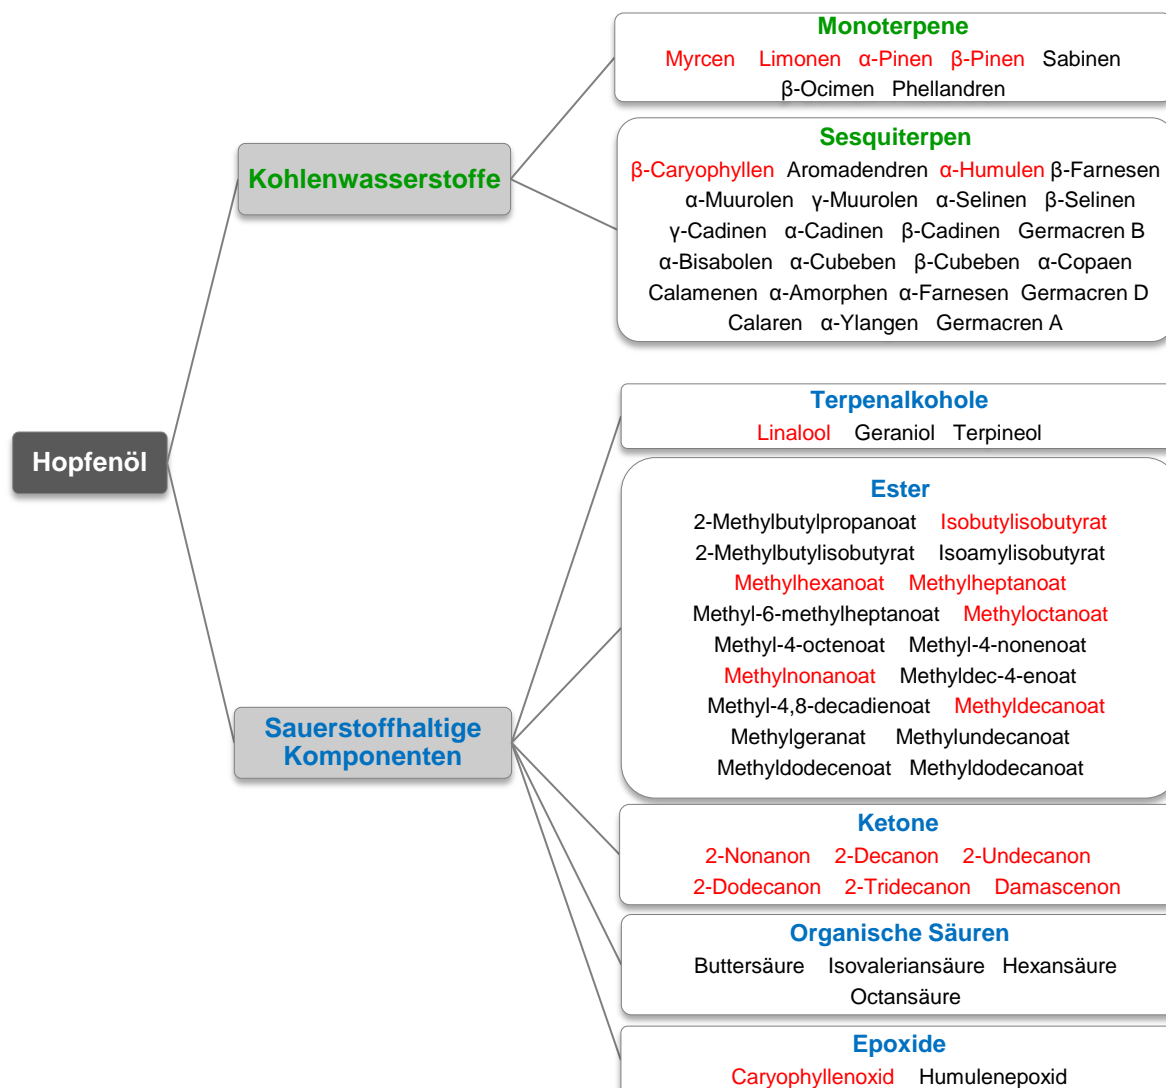 Monoterpene
Myrcen Limonen α-Pinen β-Pinen Sabinen
β-Ocimen Phellandren
Sesquiterpen
β-Caryophyllen Aromadendren α-Humulen β-Farnesen
α-Muurolen γ-Muurolen α-Selinen β-Selinen
γ-Cadinen α-Cadinen β-Cadinen Germacren B
α-Bisabolen α-Cubeben β-Cubeben α-Copaen
Calamenen α-Amorphen α-Farnesen Germacren D
Calaren α-Ylangen Germacren A
Kohlenwasserstoffe
Hopfenöl
Terpenalkohole
Linalool Geraniol Terpineol
Ester
2-Methylbutylpropanoat Isobutylisobutyrat
2-Methylbutylisobutyrat Isoamylisobutyrat
Methylhexanoat Methylheptanoat
Methyl-6-methylheptanoat Methyloctanoat
Methyl-4-octenoat Methyl-4-nonenoat
Methylnonanoat Methyldec-4-enoat
Methyl-4,8-decadienoat Methyldecanoat
Methylgeranat Methylundecanoat
Methyldodecenoat Methyldodecanoat
Sauerstoffhaltige
Komponenten
Ketone
2-Nonanon 2-Decanon 2-Undecanon
2-Dodecanon 2-Tridecanon Damascenon
Organische Säuren
Buttersäure Isovaleriansäure Hexansäure
Octansäure
Epoxide
Caryophyllenoxid Humulenepoxid